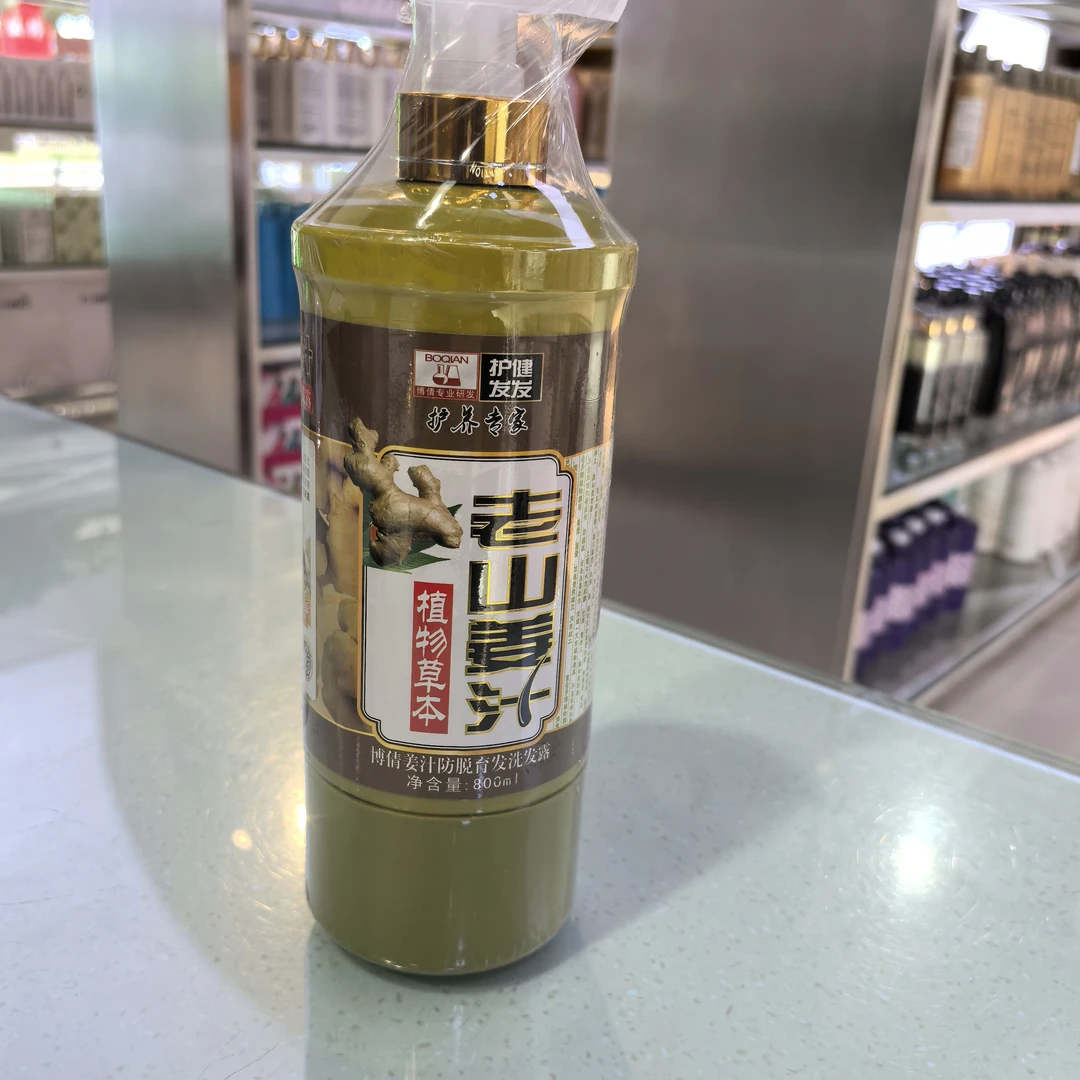 BOQIAN
博倩专业研发
护健
发发
护养专家
老山姜汁
植物草本
博倩姜汁防脱育发洗发露
净含量:800ml